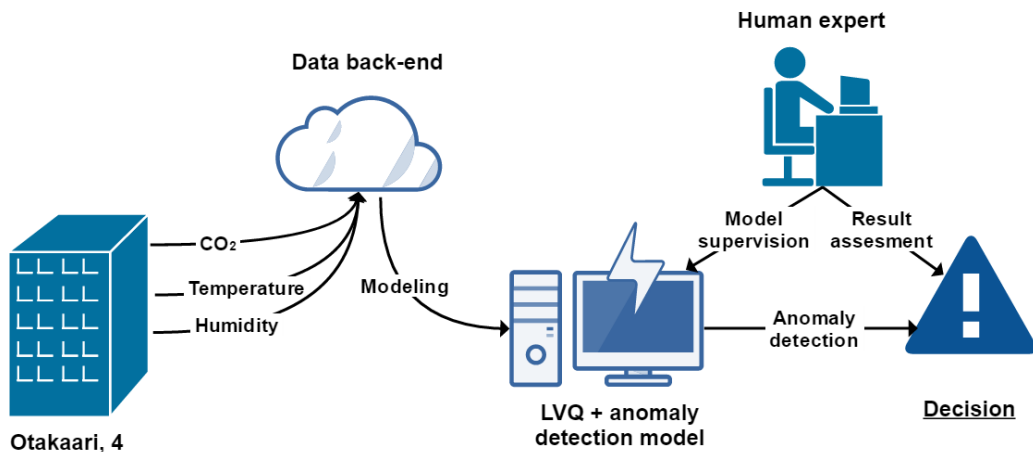 Human expert
Data back-end
CO₂
Temperature
Humidity
Modeling
Model
supervision
Result
assesment
Anomaly
detection
LVQ + anomaly
detection model
Decision
Otakaari, 4